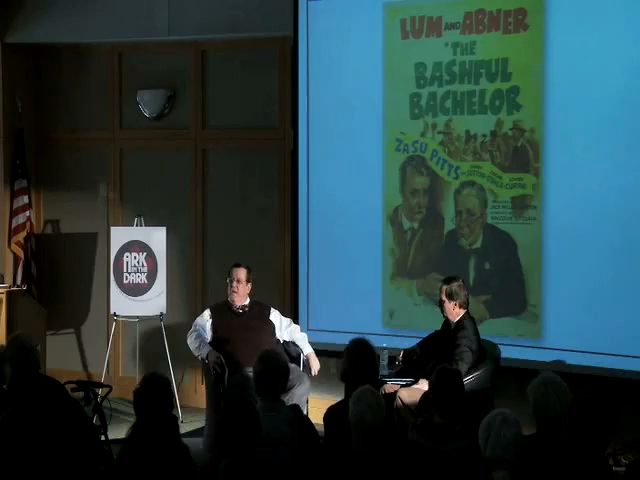 LUM AND ABNER
THE
BASHFUL
BACHELOR
ZASU PITTS
ARK
IN THE
DARK